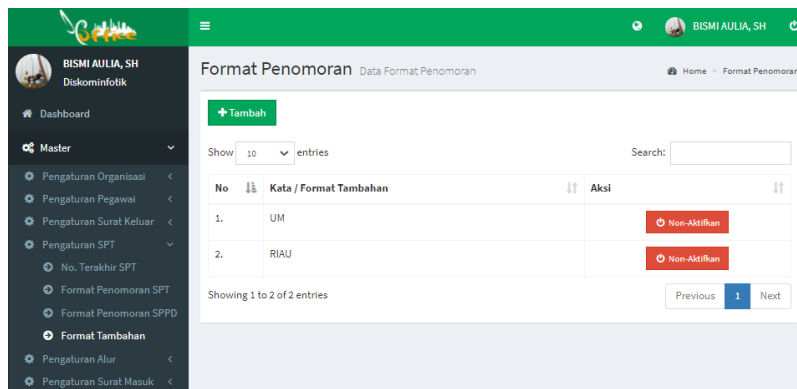 Office
BISMI AULIA, SH
BISMI AULIA, SH
Diskominfotik
Format Penomoran Data Format Penomoran
Home
Format Penomoran
Dashboard
+ Tambah
Master
Show 10 entries
Search:
Pengaturan Organisasi
Pengaturan Pegawai
Pengaturan Surat Keluar
Pengaturan SPT
No. Terakhir SPT
Format Penomoran SPT
Format Penomoran SPPD
Format Tambahan
Pengaturan Alur
Pengaturan Surat Masuk
No Kata / Format Tambahan Aksi
1. UM Non-Aktifkan
2. RIAU Non-Aktifkan
Showing 1 to 2 of 2 entries
Previous 1 Next